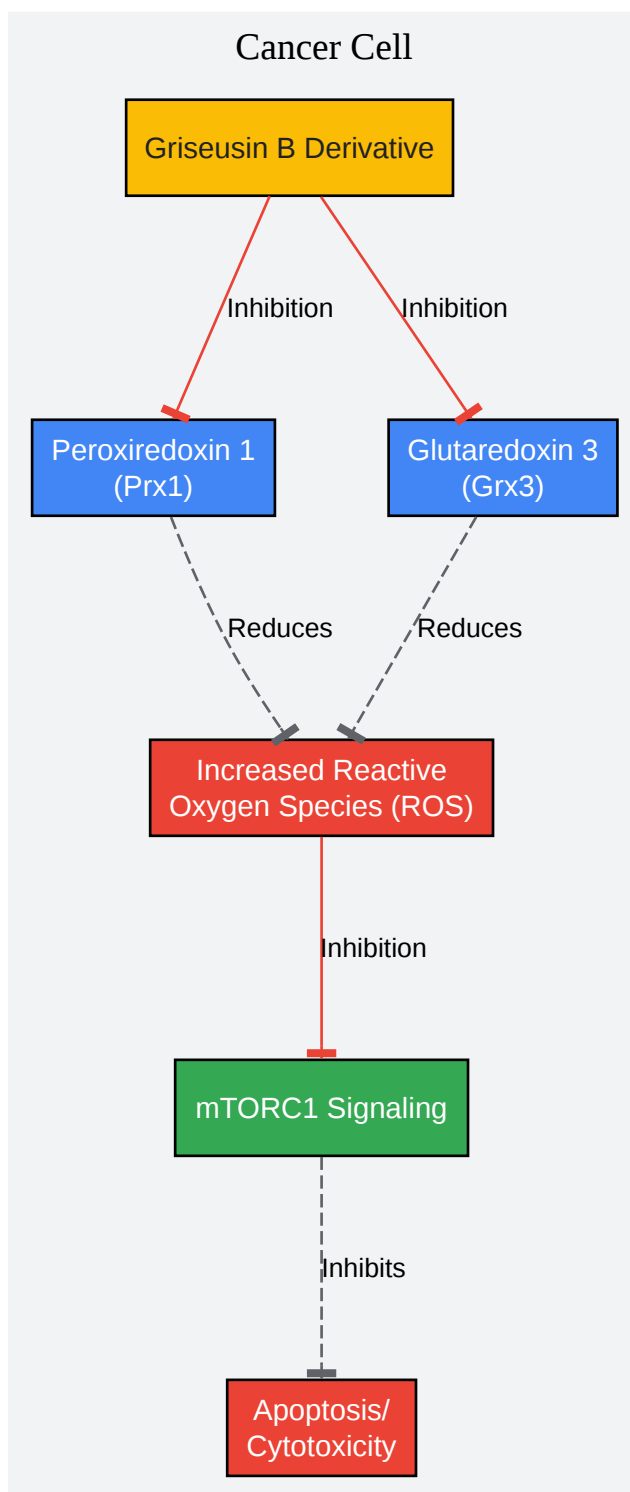 Cancer Cell
Griseusin B Derivative
Inhibition
Inhibition
Peroxiredoxin 1
(Prx1)
Glutaredoxin 3
(Grx3)
Reduces
Reduces
Increased Reactive
Oxygen Species (ROS)
Inhibition
mTORC1 Signaling
Inhibits
Apoptosis/
Cytotoxicity